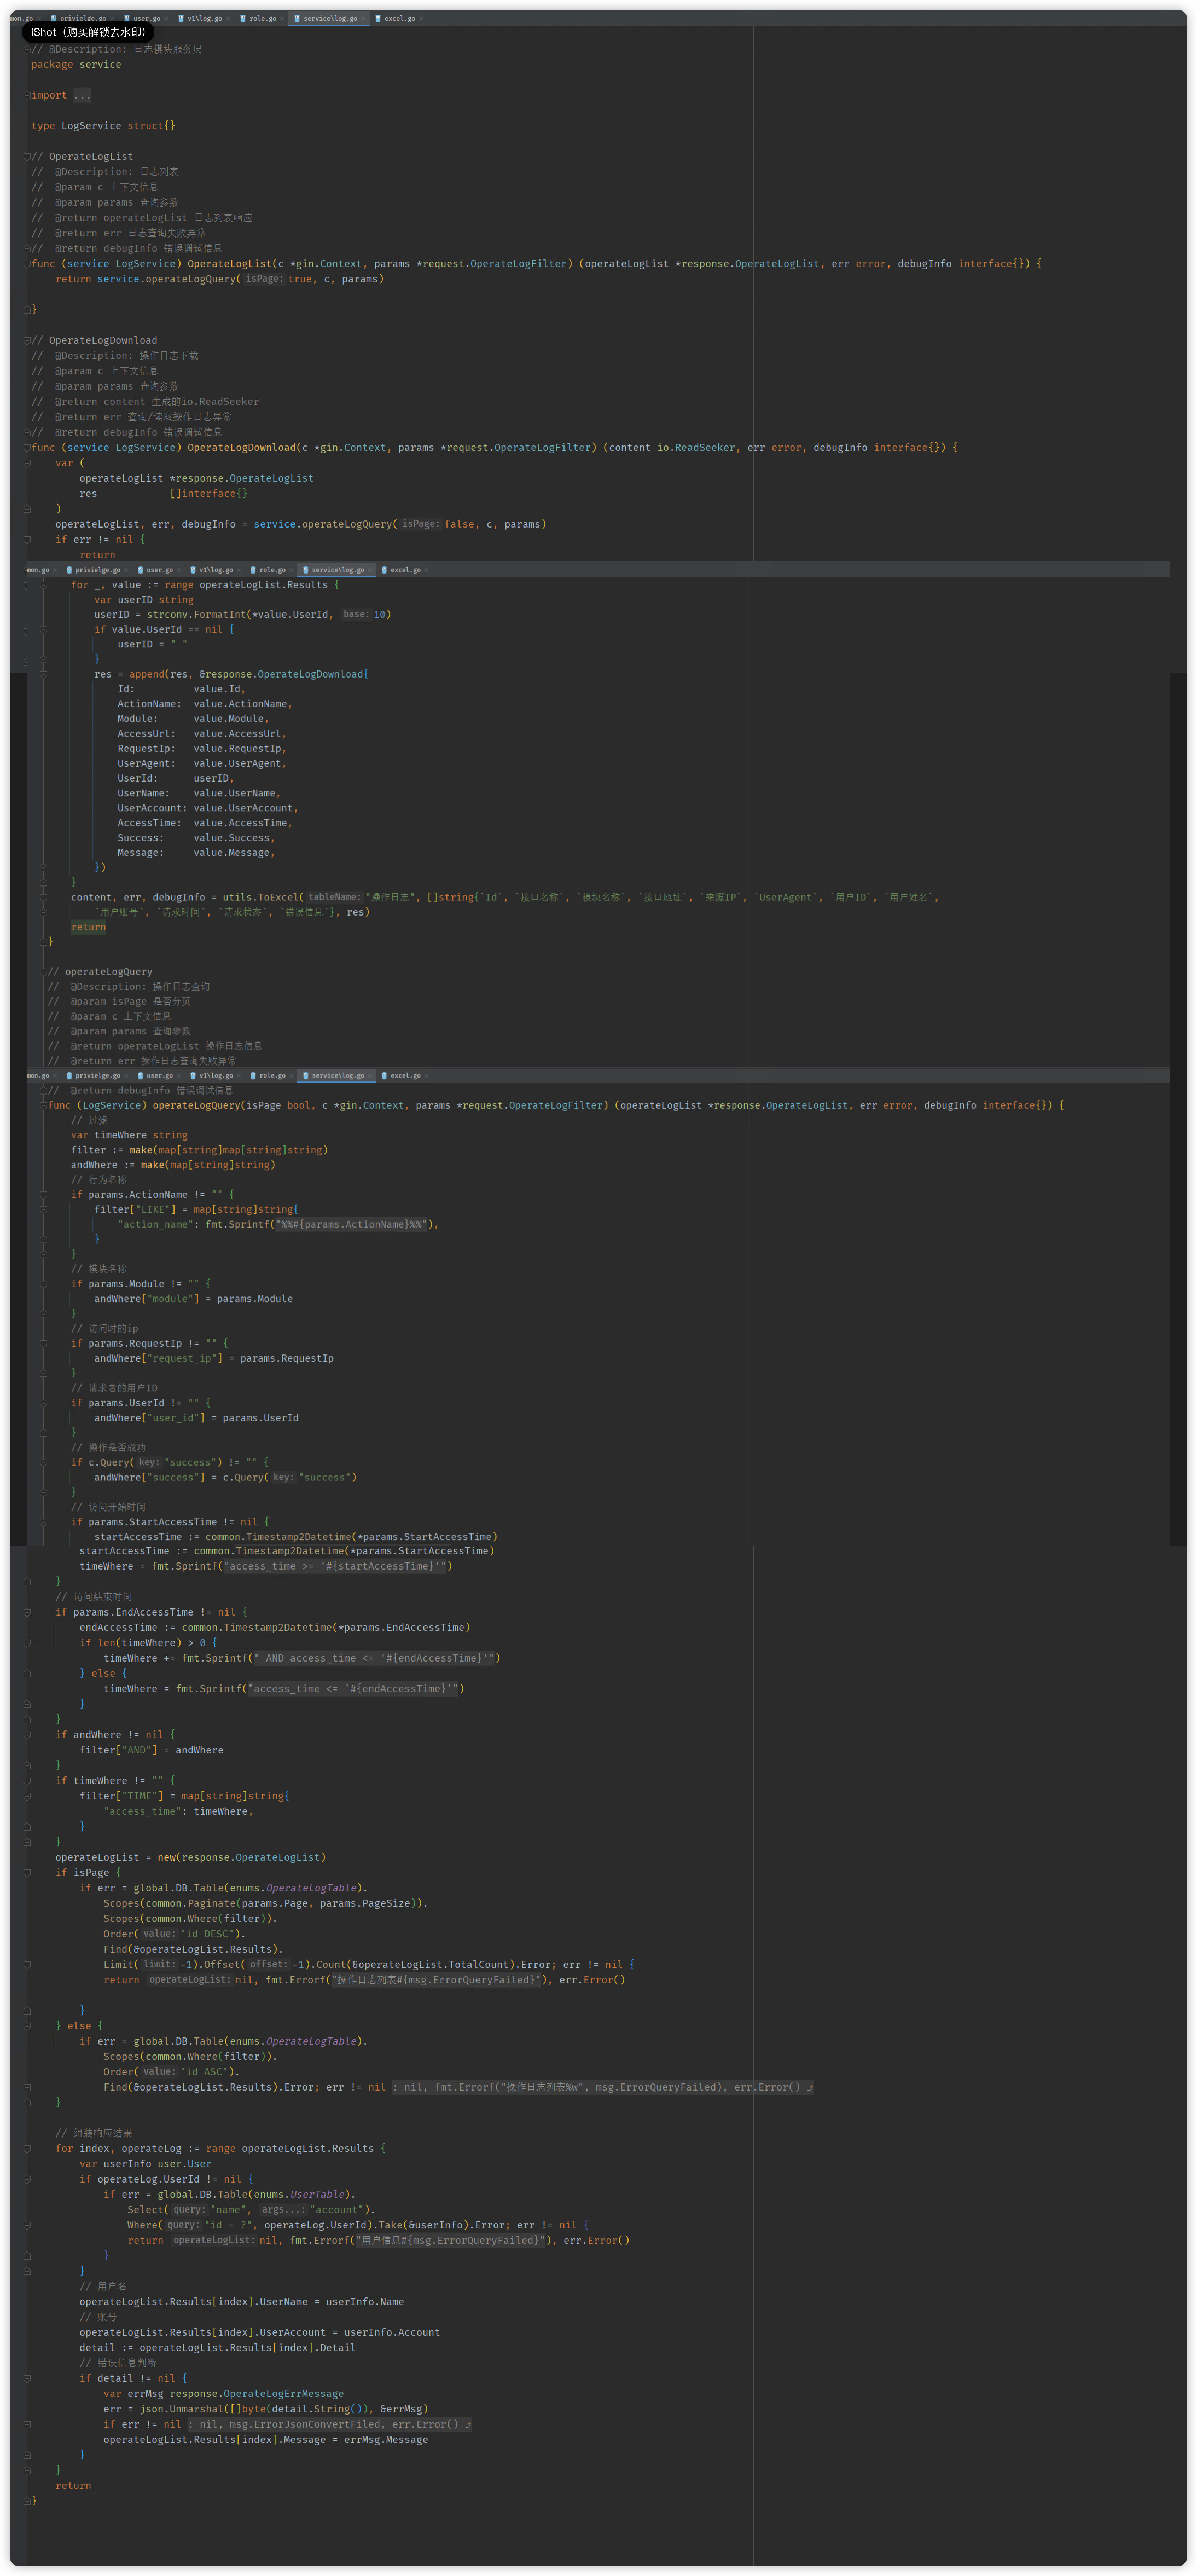 mon.go × privielge.go × user.go × v1\log.go × role.go × service\log.go × excel.go ×
iShot（购买解锁去水印）
// @Description: 日志模块服务层
package service
import ...
type LogService struct{}
// OperateLogList
//  @Description: 日志列表
//  @param c 上下文信息
//  @param params 查询参数
//  @return operateLogList 日志列表响应
//  @return err 日志查询失败异常
//  @return debugInfo 错误调试信息
func (service LogService) OperateLogList(c *gin.Context, params *request.OperateLogFilter) (operateLogList *response.OperateLogList, err error, debugInfo interface{}) {
    return service.operateLogQuery( isPage: true, c, params)
}
// OperateLogDownload
//  @Description: 操作日志下载
//  @param c 上下文信息
//  @param params 查询参数
//  @return content 生成的io.ReadSeeker
//  @return err 查询/读取操作日志异常
//  @return debugInfo 错误调试信息
func (service LogService) OperateLogDownload(c *gin.Context, params *request.OperateLogFilter) (content io.ReadSeeker, err error, debugInfo interface{}) {
    var (
        operateLogList *response.OperateLogList
        res            []interface{}
    )
    operateLogList, err, debugInfo = service.operateLogQuery( isPage: false, c, params)
    if err != nil {
        return
mon.go × privielge.go × user.go × v1\log.go × role.go × service\log.go × excel.go ×
    for _, value := range operateLogList.Results {
        var userID string
        userID = strconv.FormatInt(*value.UserId, base: 10)
        if value.UserId == nil {
            userID = " "
        }
        res = append(res, &response.OperateLogDownload{
            Id:          value.Id,
            ActionName:  value.ActionName,
            Module:      value.Module,
            AccessUrl:   value.AccessUrl,
            RequestIp:   value.RequestIp,
            UserAgent:   value.UserAgent,
            UserId:      userID,
            UserName:    value.UserName,
            UserAccount: value.UserAccount,
            AccessTime:  value.AccessTime,
            Success:     value.Success,
            Message:     value.Message,
        })
    }
    content, err, debugInfo = utils.ToExcel( tableName: "操作日志", []string{`Id`, `接口名称`, `模块名称`, `接口地址`, `来源IP`, `UserAgent`, `用户ID`, `用户姓名`,
        `用户账号`, `请求时间`, `请求状态`, `错误信息`}, res)
    return
}
// operateLogQuery
//  @Description: 操作日志查询
//  @param isPage 是否分页
//  @param c 上下文信息
//  @param params 查询参数
//  @return operateLogList 操作日志信息
//  @return err 操作日志查询失败异常
mon.go × privielge.go × user.go × v1\log.go × role.go × service\log.go × excel.go ×
//  @return debugInfo 错误调试信息
func (LogService) operateLogQuery(isPage bool, c *gin.Context, params *request.OperateLogFilter) (operateLogList *response.OperateLogList, err error, debugInfo interface{}) {
    // 过滤
    var timeWhere string
    filter := make(map[string]map[string]string)
    andWhere := make(map[string]string)
    // 行为名称
    if params.ActionName != "" {
        filter["LIKE"] = map[string]string{
            "action_name": fmt.Sprintf("%%#{params.ActionName}%%"),
        }
    }
    // 模块名称
    if params.Module != "" {
        andWhere["module"] = params.Module
    }
    // 访问时的ip
    if params.RequestIp != "" {
        andWhere["request_ip"] = params.RequestIp
    }
    // 请求者的用户ID
    if params.UserId != "" {
        andWhere["user_id"] = params.UserId
    }
    // 操作是否成功
    if c.Query( key: "success") != "" {
        andWhere["success"] = c.Query( key: "success")
    }
    // 访问开始时间
    if params.StartAccessTime != nil {
        startAccessTime := common.Timestamp2Datetime(*params.StartAccessTime)
        startAccessTime := common.Timestamp2Datetime(*params.StartAccessTime)
        timeWhere = fmt.Sprintf("access_time >= '#{startAccessTime}'")
    }
    // 访问结束时间
    if params.EndAccessTime != nil {
        endAccessTime := common.Timestamp2Datetime(*params.EndAccessTime)
        if len(timeWhere) > 0 {
            timeWhere += fmt.Sprintf(" AND access_time <= '#{endAccessTime}'")
        } else {
            timeWhere = fmt.Sprintf("access_time <= '#{endAccessTime}'")
        }
    }
    if andWhere != nil {
        filter["AND"] = andWhere
    }
    if timeWhere != "" {
        filter["TIME"] = map[string]string{
            "access_time": timeWhere,
        }
    }
    operateLogList = new(response.OperateLogList)
    if isPage {
        if err = global.DB.Table(enums.OperateLogTable).
            Scopes(common.Paginate(params.Page, params.PageSize)).
            Scopes(common.Where(filter)).
            Order( value: "id DESC").
            Find(&operateLogList.Results).
            Limit( limit: -1).Offset( offset: -1).Count(&operateLogList.TotalCount).Error; err != nil {
            return operateLogList: nil, fmt.Errorf("操作日志列表#{msg.ErrorQueryFailed}"), err.Error()
        }
    } else {
        if err = global.DB.Table(enums.OperateLogTable).
            Scopes(common.Where(filter)).
            Order( value: "id ASC").
            Find(&operateLogList.Results).Error; err != nil : nil, fmt.Errorf("操作日志列表%w", msg.ErrorQueryFailed), err.Error() ⤴
    }
    // 组装响应结果
    for index, operateLog := range operateLogList.Results {
        var userInfo user.User
        if operateLog.UserId != nil {
            if err = global.DB.Table(enums.UserTable).
                Select( query: "name", args...: "account").
                Where( query: "id = ?", operateLog.UserId).Take(&userInfo).Error; err != nil {
                return operateLogList: nil, fmt.Errorf("用户信息#{msg.ErrorQueryFailed}"), err.Error()
            }
        }
        // 用户名
        operateLogList.Results[index].UserName = userInfo.Name
        // 账号
        operateLogList.Results[index].UserAccount = userInfo.Account
        detail := operateLogList.Results[index].Detail
        // 错误信息判断
        if detail != nil {
            var errMsg response.OperateLogErrMessage
            err = json.Unmarshal([]byte(detail.String()), &errMsg)
            if err != nil : nil, msg.ErrorJsonConvertFiled, err.Error() ⤴
            operateLogList.Results[index].Message = errMsg.Message
        }
    }
    return
}